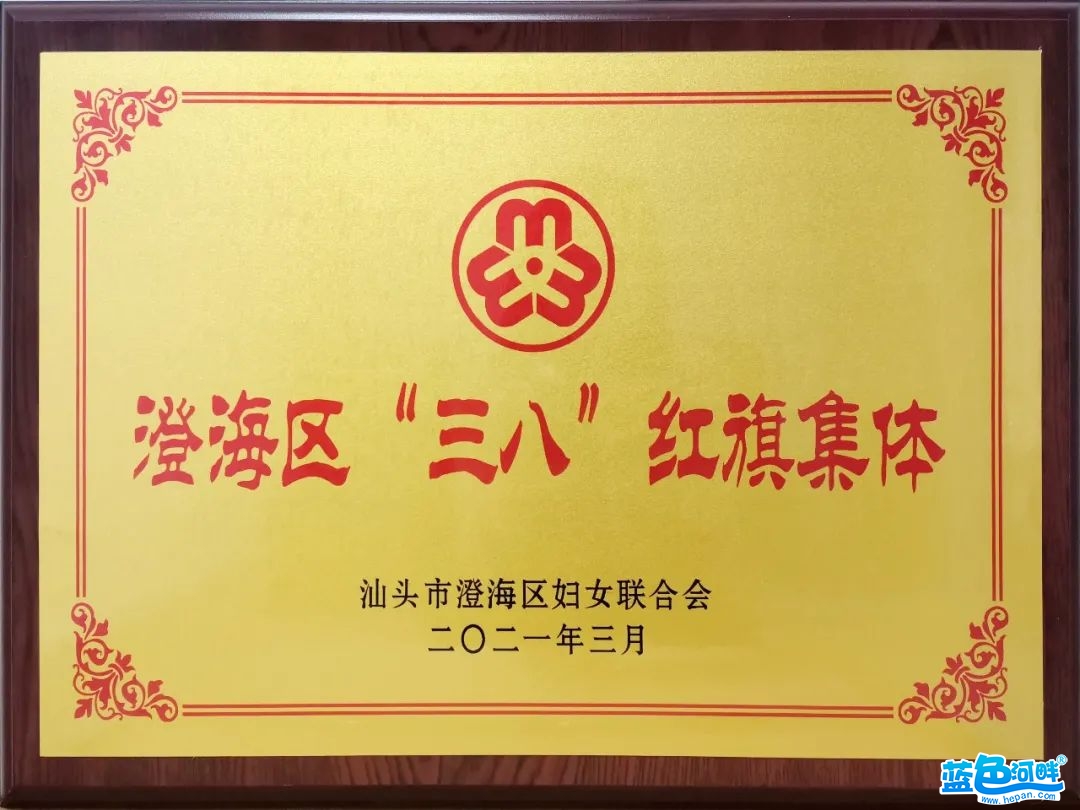 澄海区“三八”红旗集体
汕头市澄海区妇女联合会
二〇二一年三月
蓝色河畔®
www.hepan.com